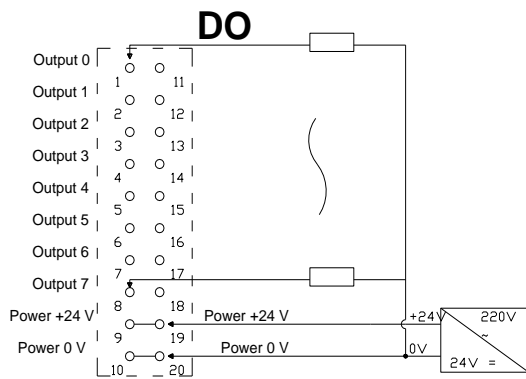 DO
Output 0
1 11
Output 1
2 12
Output 2
3 13
Output 3
4 14
Output 4
5 15
Output 5
6 16
Output 6
7 17
Output 7
8 18
Power +24 V Power +24 V +24V 220V
9 19 ~
Power 0 V Power 0 V 0V
10 20 24V =